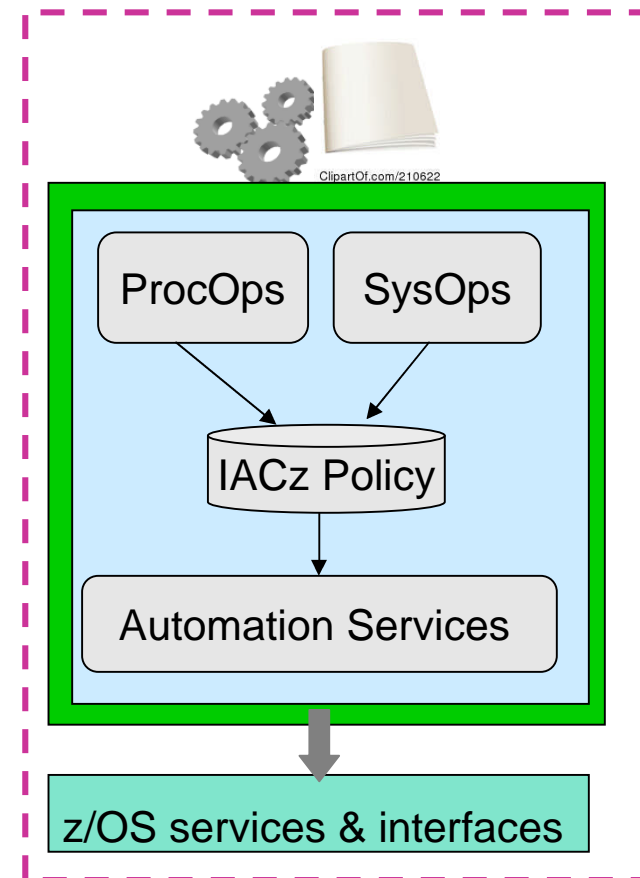 ClipartOf.com/210622
ProcOps
SysOps
IACz Policy
Automation Services
z/OS services & interfaces